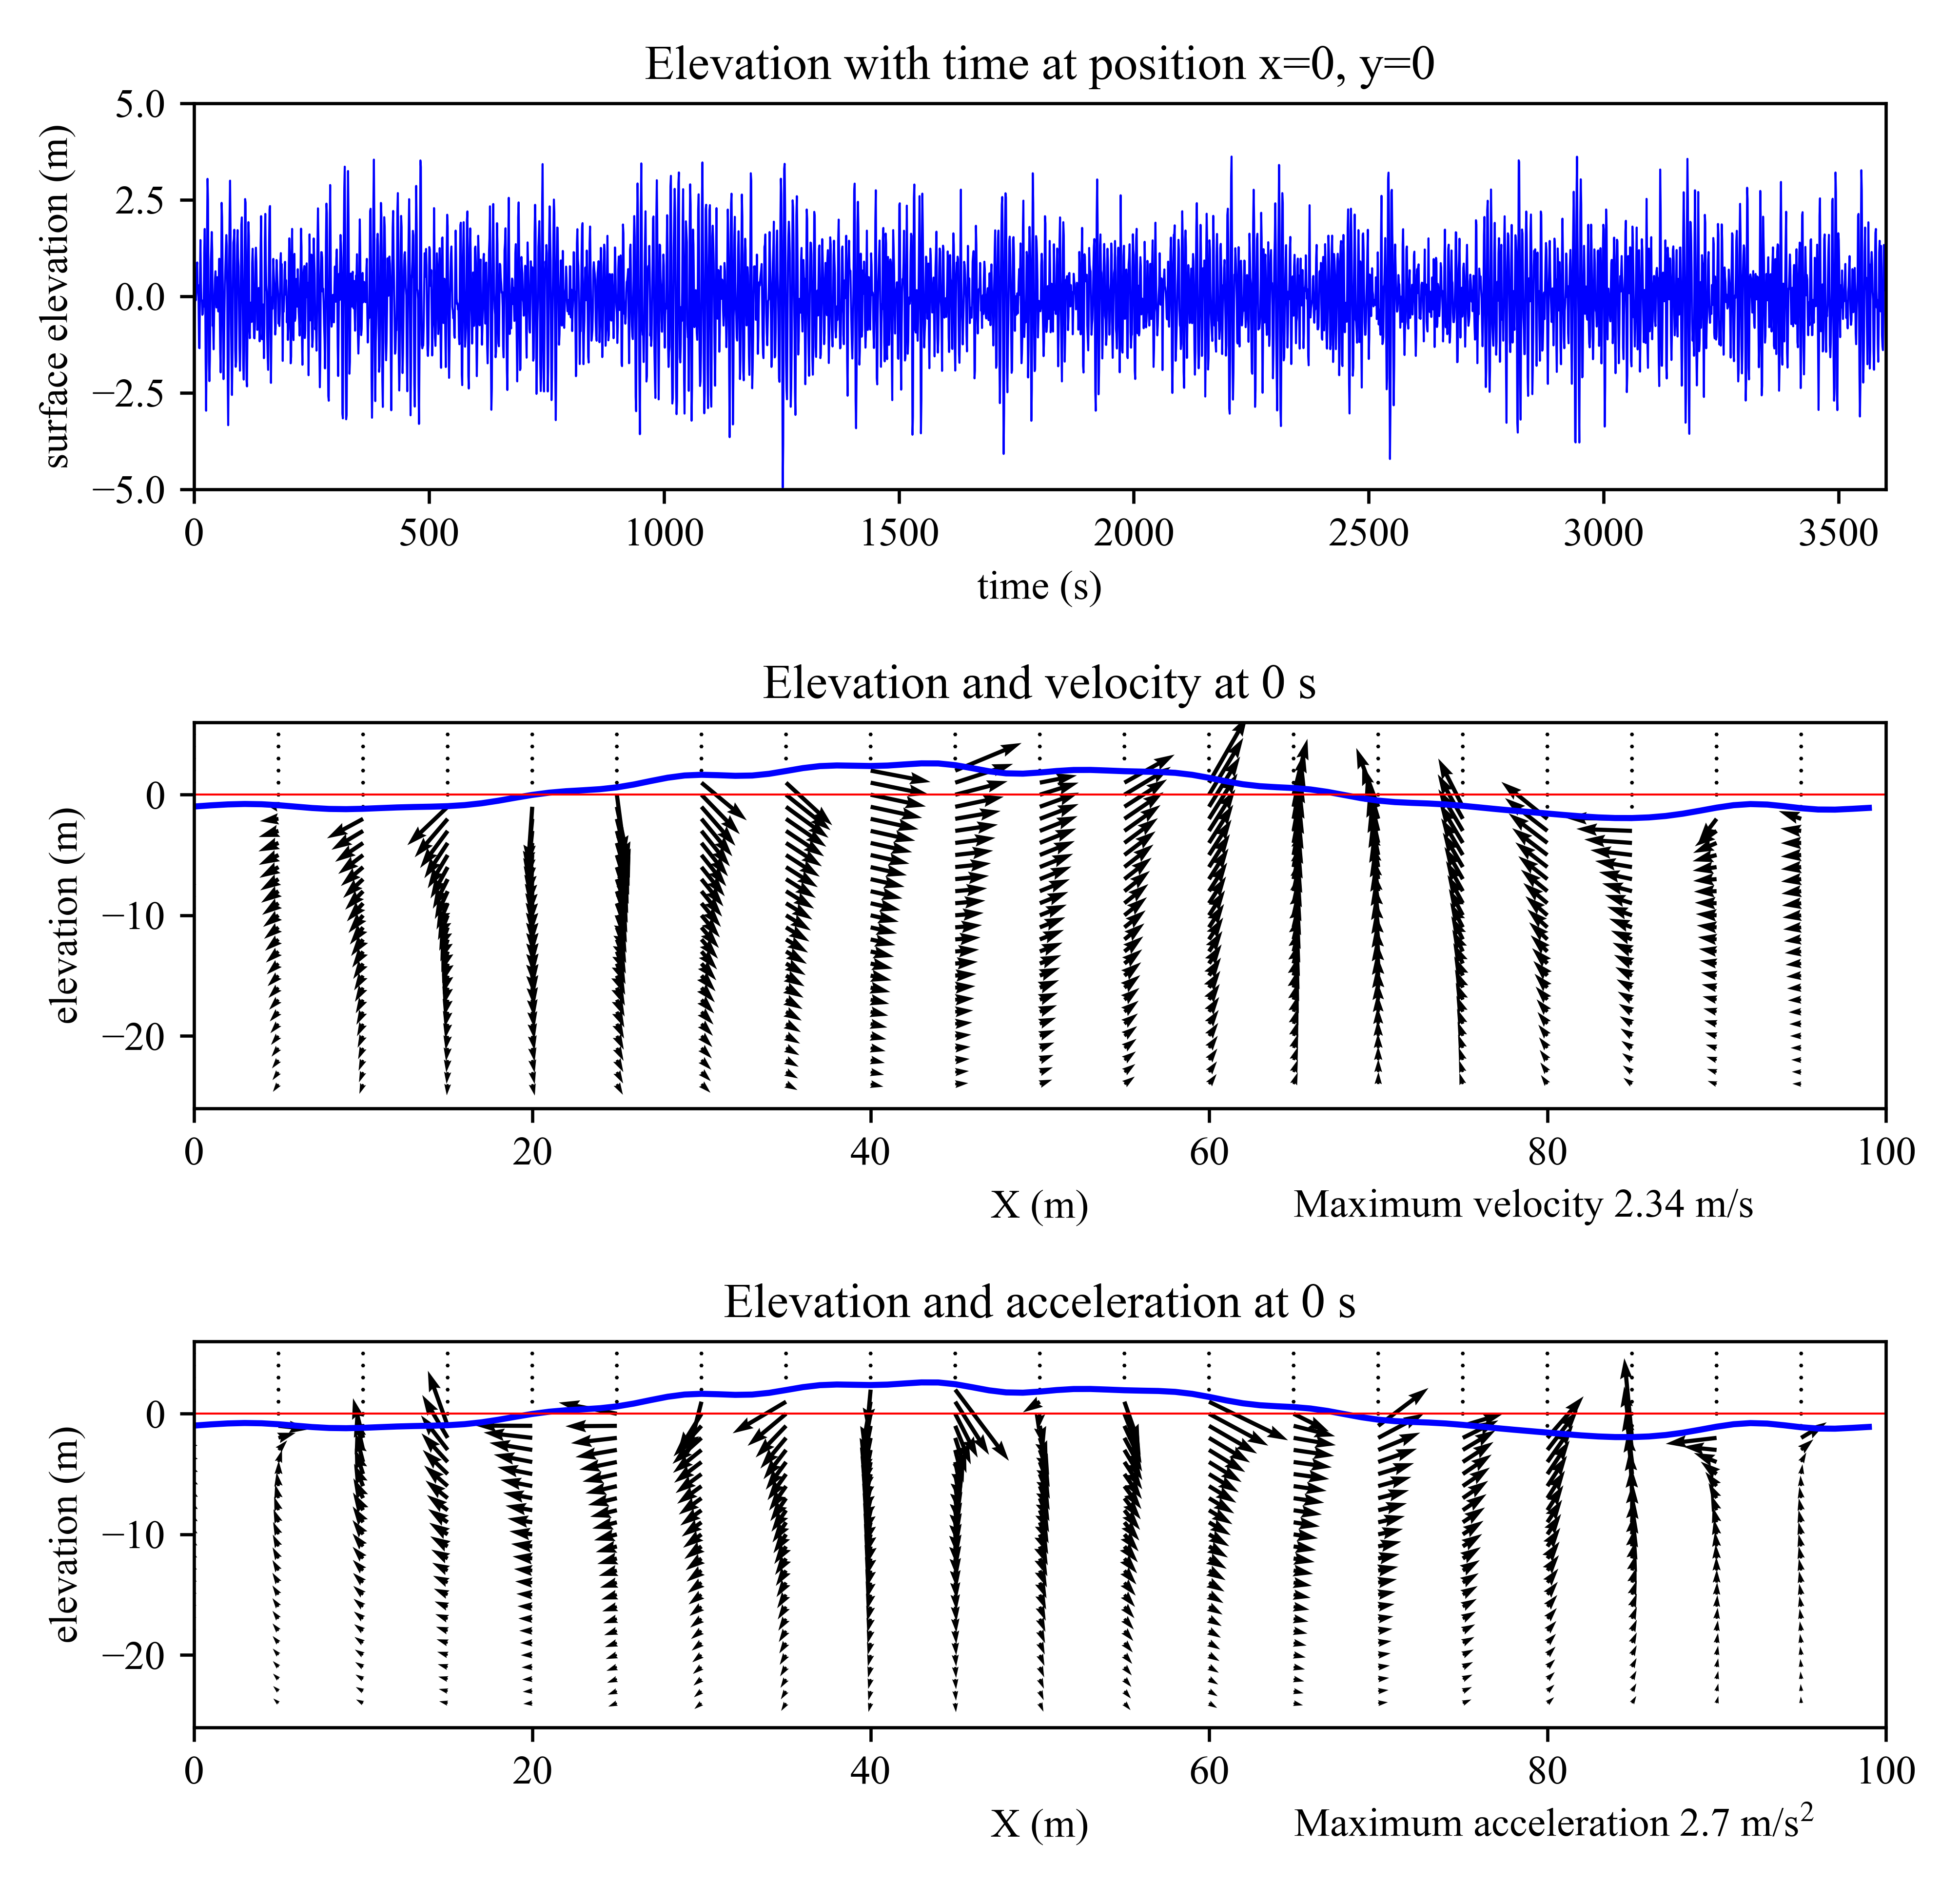 Elevation with time at position x=0, y=0
surface elevation (m)
5.0
2.5
0.0
−2.5
−5.0
0 500 1000 1500 2000 2500 3000 3500
time (s)
Elevation and velocity at 0 s
elevation (m)
0
−10
−20
0 20 40 60 80 100
X (m) Maximum velocity 2.34 m/s
Elevation and acceleration at 0 s
elevation (m)
0
−10
−20
0 20 40 60 80 100
X (m) Maximum acceleration 2.7 m/s²